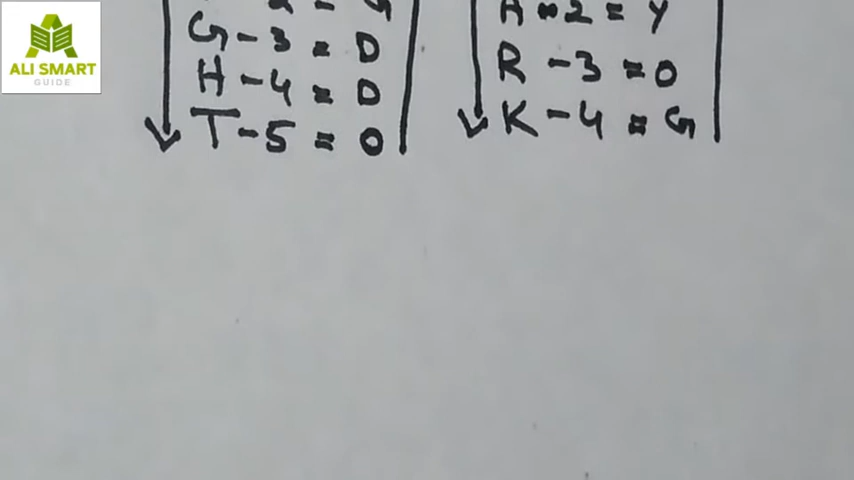 ALI SMART
GUIDE
G-3=D
H-4=D
T-5=O
A-2=Y
R-3=O
K-4=G